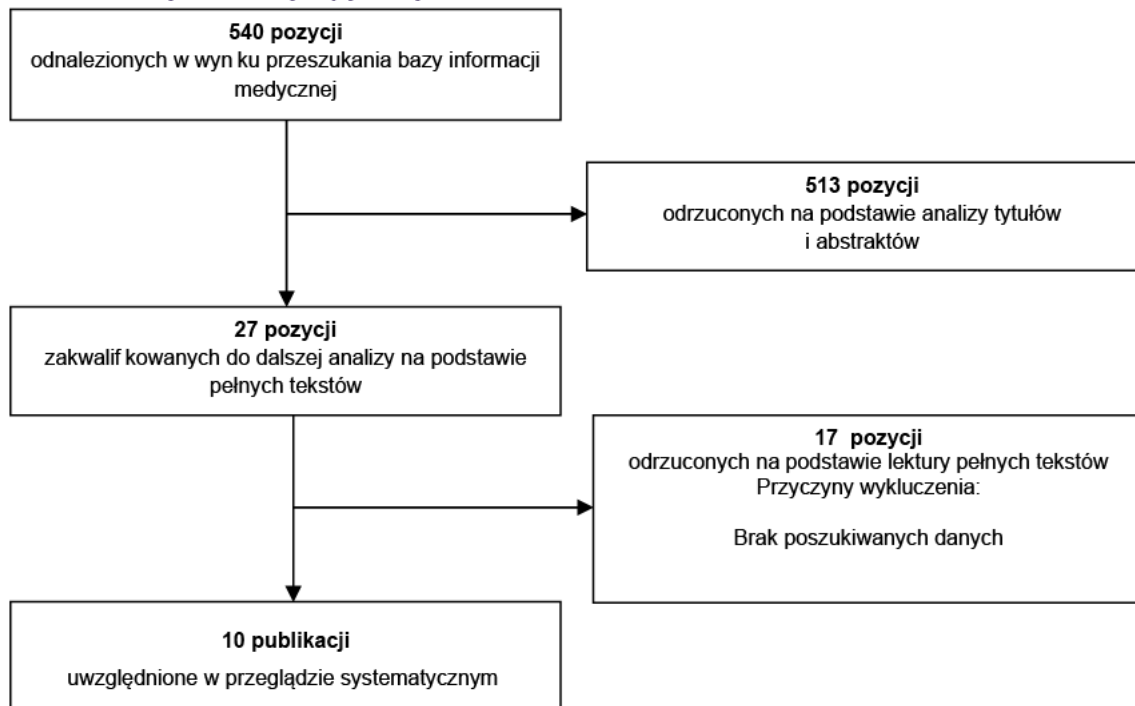 540 pozycji
odnalezionych w wyn ku przeszukania bazy informacji
medycznej
513 pozycji
odrzuconych na podstawie analizy tytułów
i abstraktów
27 pozycji
zakwalif kowanych do dalszej analizy na podstawie
pełnych tekstów
17 pozycji
odrzuconych na podstawie lektury pełnych tekstów
Przyczyny wykluczenia:
Brak poszukiwanych danych
10 publikacji
uwzględnione w przeglądzie systematycznym